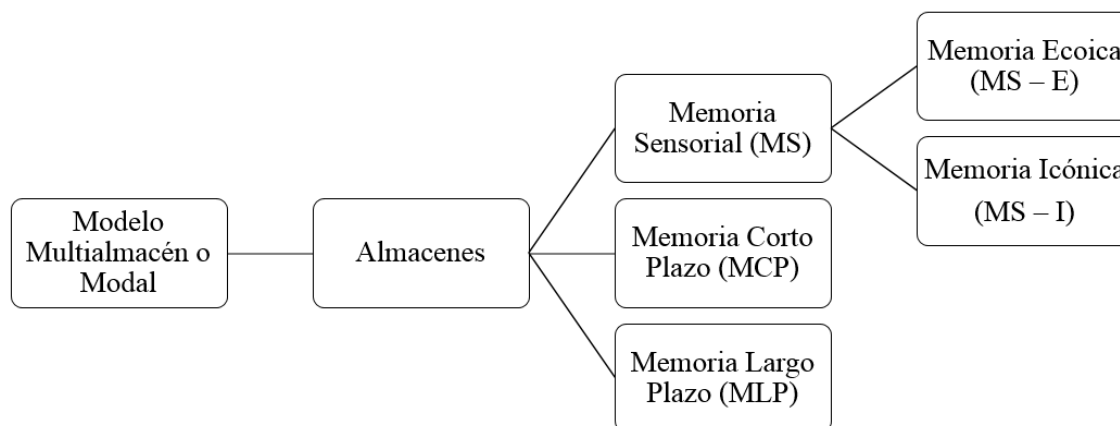 Modelo
Multialmacén o
Modal
Almacenes
Memoria
Sensorial (MS)
Memoria Ecoica
(MS – E)
Memoria Icónica
(MS – I)
Memoria Corto
Plazo (MCP)
Memoria Largo
Plazo (MLP)